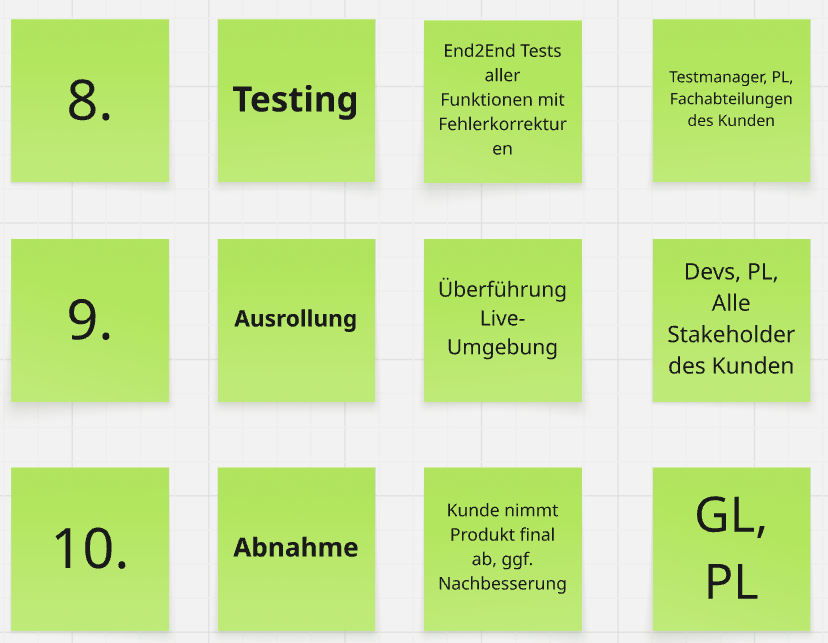 8.
Testing
End2End Tests
aller
Funktionen mit
Fehlerkorrektur
en
Testmanager, PL,
Fachabteilungen
des Kunden
9.
Ausrollung
Überführung
Live-
Umgebung
Devs, PL,
Alle
Stakeholder
des Kunden
10.
Abnahme
Kunde nimmt
Produkt final
ab, ggf.
Nachbesserung
GL,
PL